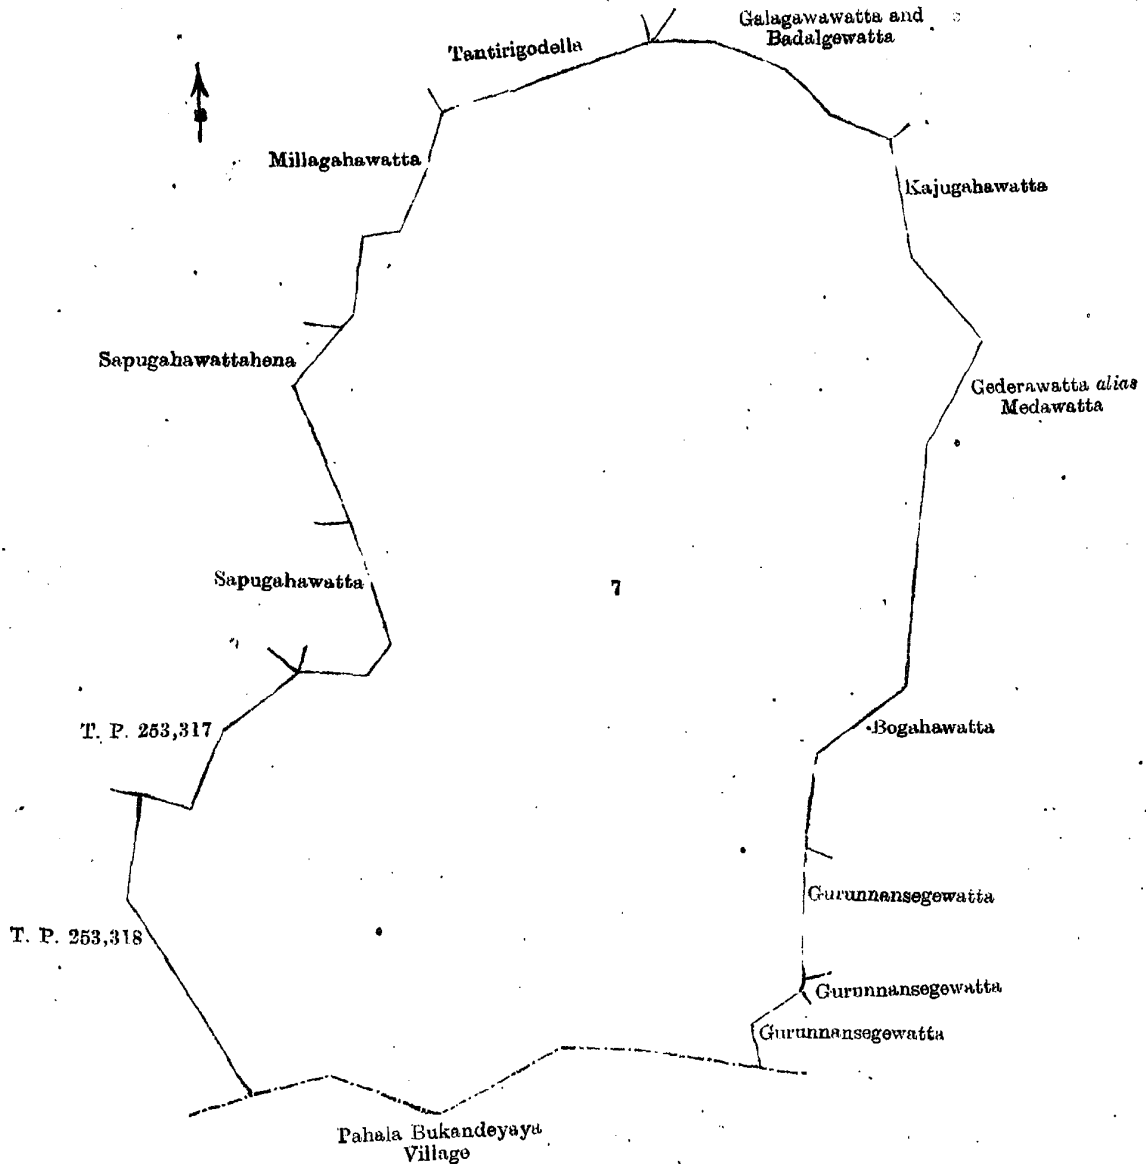 Galagawawatta and
Badalgewatta
Tantirigodella
Millagahawatta
Kajugahawatta
Sapugahawattahena
Gederawatta alias
Medawatta
Sapugahawatta
7
T. P. 253,317
Bogahawatta
Gurunnansegewatta
T. P. 253,318
Gurunnansegewatta
Gurunnansegewatta
Pahala Bukandeyaya
Village